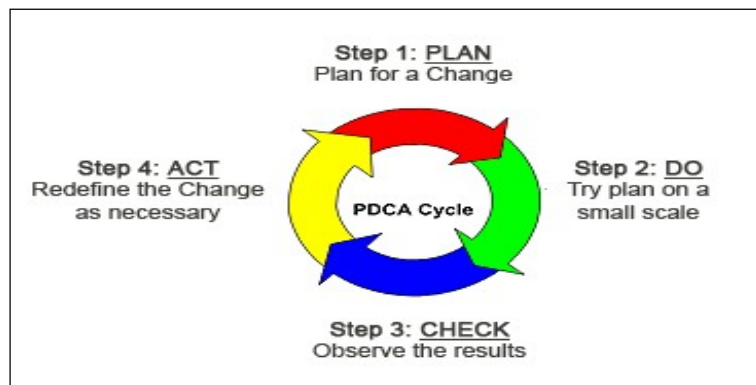 Step 1: PLAN
Plan for a Change
Step 2: DO
Try plan on a
small scale
Step 3: CHECK
Observe the results
Step 4: ACT
Redefine the Change
as necessary
PDCA Cycle